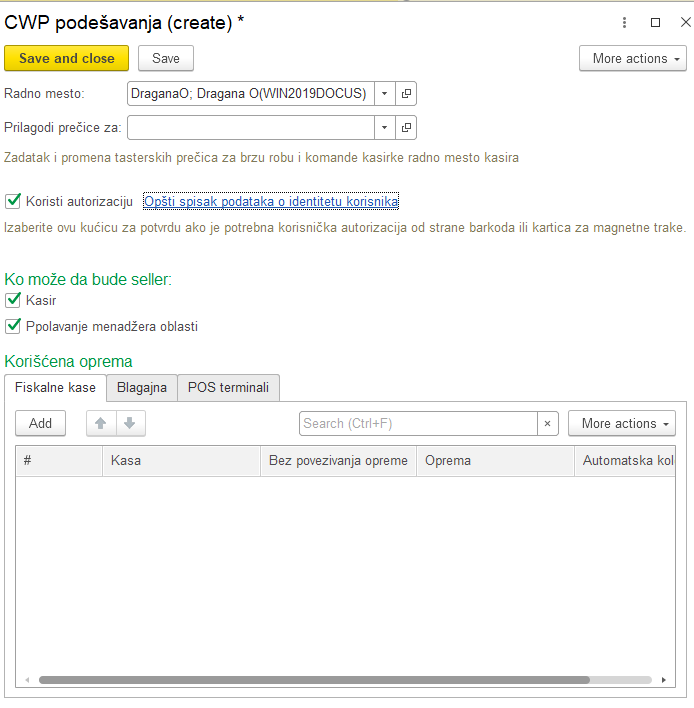 CWP podešavanja (create) *
Save and close
Save
More actions
Radno mesto:
DraganaO; Dragana O(WIN2019DOCUS)
Prilagodi prečice za:
Zadatak i promena tasterskih prečica za brzu robu i komande kasirke radno mesto kasira
Koristi autorizaciju Opšti spisak podataka o identitetu korisnika
Izaberite ovu kućicu za potvrdu ako je potrebna korisnička autorizacija od strane barkoda ili kartica za magnetne trake.
Ko može da bude seller:
Kasir
Ppolavanje menadžera oblasti
Korišćena oprema
Fiskalne kase
Blagajna
POS terminali
Add
Search (Ctrl+F)
×
More actions
# Kasa Bez povezivanja opreme Oprema Automatska kol